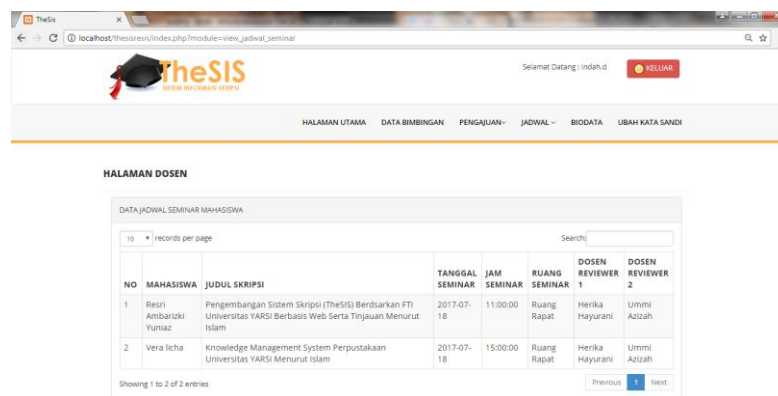 TheSis
localhost/thesisresri/index.php?module=view_jadwal_seminar
TheSIS
SISTEM INFORMASI SKRIPSI
Selamat Datang : indah.d
KELUAR
HALAMAN UTAMA DATA BIMBINGAN PENGAJUAN JADWAL BIODATA UBAH KATA SANDI
HALAMAN DOSEN
DATA JADWAL SEMINAR MAHASISWA
10 records per page
Search:
NO MAHASISWA JUDUL SKRIPSI TANGGAL SEMINAR JAM SEMINAR RUANG SEMINAR DOSEN REVIEWER 1 DOSEN REVIEWER 2
1 Resri Ambarizki Yuniaz Pengembangan Sistem Skripsi (TheSIS) Berdsarkan FTI Universitas YARSI Berbasis Web Serta Tinjauan Menurut Islam 2017-07-18 11:00:00 Ruang Rapat Herika Hayurani Ummi Azizah
2 Vera licha Knowledge Management System Perpustakaan Universitas YARSI Menurut Islam 2017-07-18 15:00:00 Ruang Rapat Herika Hayurani Ummi Azizah
Showing 1 to 2 of 2 entries
Previous 1 Next